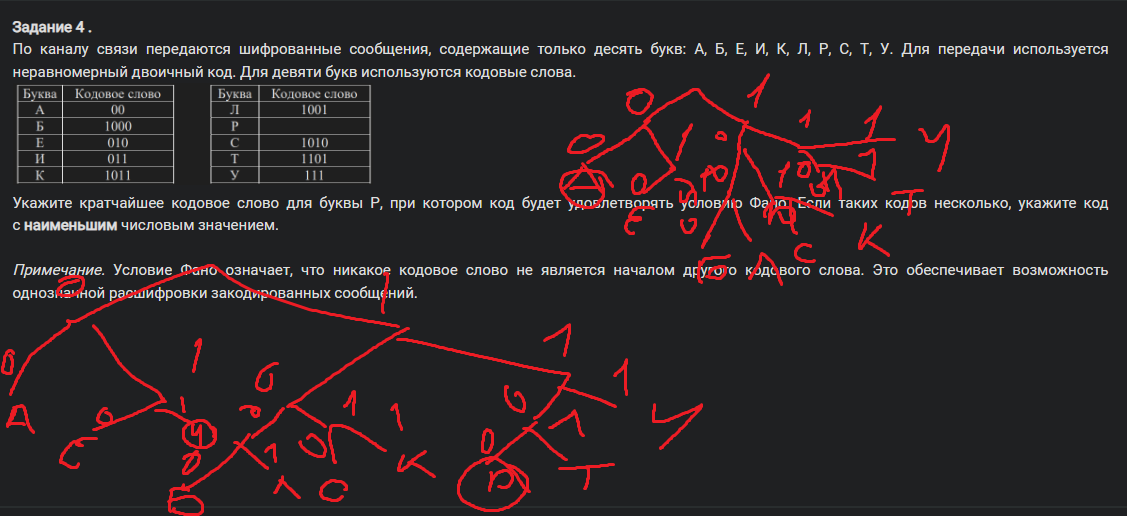 Задание 4 .
По каналу связи передаются шифрованные сообщения, содержащие только десять букв: А, Б, Е, И, К, Л, Р, С, Т, У. Для передачи используется
неравномерный двоичный код. Для девяти букв используются кодовые слова.
Буква Кодовое слово Буква Кодовое слово
А 00 Л 1001
Б 1000 Р
Е 010 С 1010
И 011 Т 1101
К 1011 У 111
Укажите кратчайшее кодовое слово для буквы Р, при котором код будет удовлетворять условию Фано. Если таких кодов несколько, укажите код
с наименьшим числовым значением.
Примечание. Условие Фано означает, что никакое кодовое слово не является началом другого кодового слова. Это обеспечивает возможность
однозначной расшифровки закодированных сообщений.
0 1
0 1 0 1 1
А 0 1 0 1 0 1
Е Т
С К
Б Л
0 1
0 1 0 1 1
А 0 1 0 1 0 1 У
Е И 0 1 0 1 0 1
Б Л С К Р Т